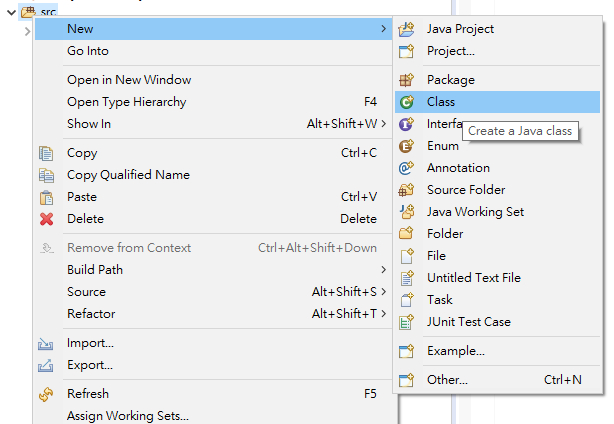 src
New
Go Into
Open in New Window
Open Type Hierarchy F4
Show In Alt+Shift+W
Copy Ctrl+C
Copy Qualified Name
Paste Ctrl+V
Delete Delete
Remove from Context Ctrl+Alt+Shift+Down
Build Path
Source Alt+Shift+S
Refactor Alt+Shift+T
Import...
Export...
Refresh F5
Assign Working Sets...
Java Project
Project...
Package
Class
Interfa
Create a Java class
Enum
Annotation
Source Folder
Java Working Set
Folder
File
Untitled Text File
Task
JUnit Test Case
Example...
Other... Ctrl+N